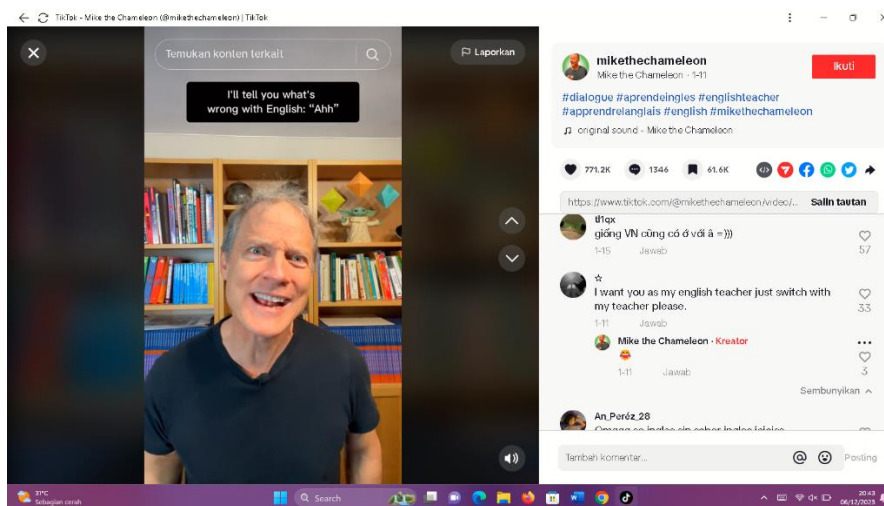 TikTok - Mike the Chameleon (@mikethechameleon) | TikTok
Temukan konten terkait
Laporkan
I'll tell you what's
wrong with English: “Ahh”
mikethechameleon
Mike the Chameleon · 1-11
Ikuti
#dialogue #aprendeingles #englishteacher
#apprendrelanglais #english #mikethechameleon
original sound - Mike the Chameleon
771.2K
1346
61.6K
https://www.tiktok.com/@mikethechameleon/video/...
Salin tautan
th1qx
giống VN cũng có ớ với â =)))
1-15 Jawab
57
☆
I want you as my english teacher just switch with
my teacher please.
1-11 Jawab
33
Mike the Chameleon · Kreator
1-11 Jawab
3
Sembunyikan
An_Peréz_28
Tambah komentar...
Posting
31°C
Sebagian cerah
Search
20:43
06/12/2023